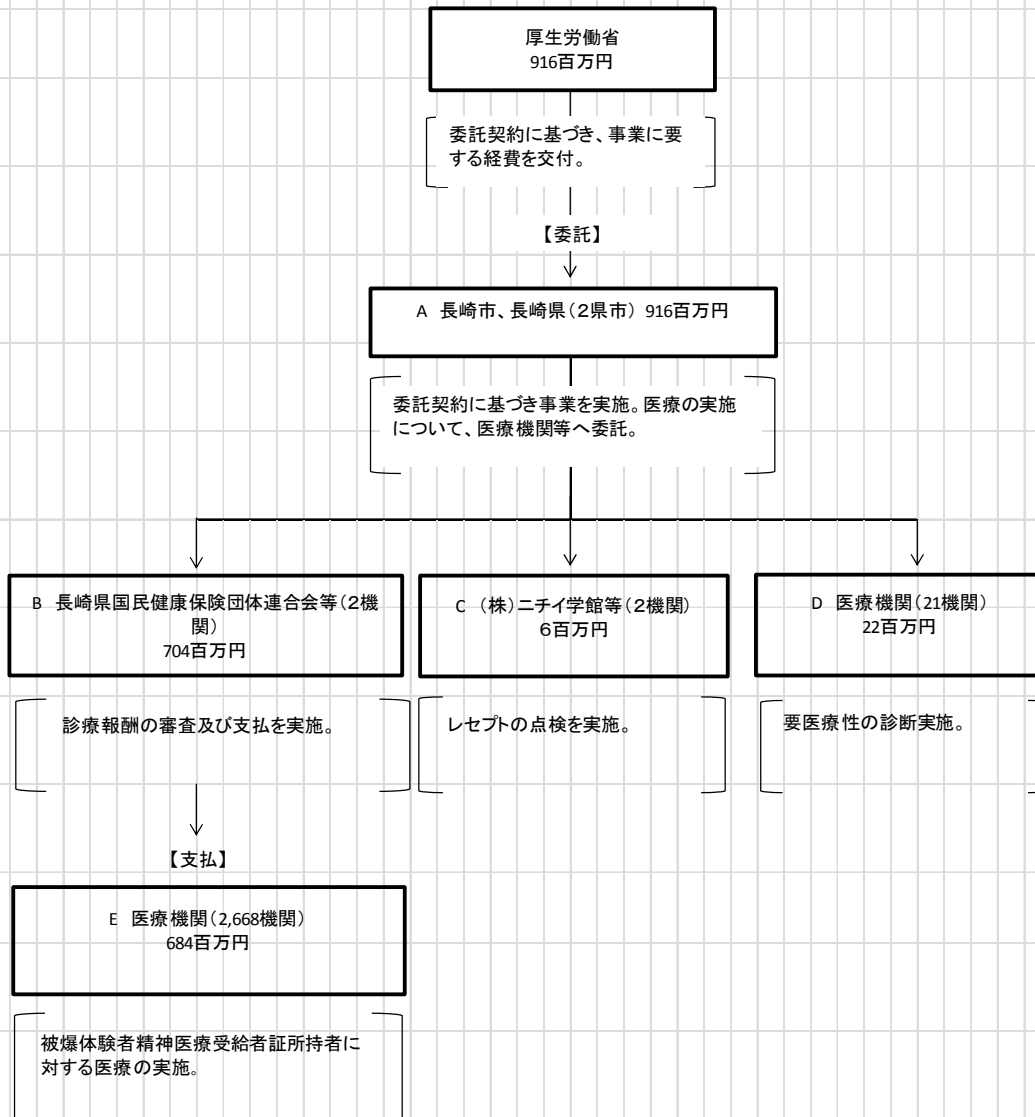 厚生労働省
916百万円
委託契約に基づき、事業に要
する経費を交付。
【委託】
A 長崎市、長崎県(2県市) 916百万円
委託契約に基づき事業を実施。医療の実施
について、医療機関等へ委託。
B 長崎県国民健康保険団体連合会等(2機
関)
704百万円
C (株)ニチイ学館等(2機関)
6百万円
D 医療機関(21機関)
22百万円
診療報酬の審査及び支払を実施。
レセプトの点検を実施。
要医療性の診断実施。
【支払】
E 医療機関(2,668機関)
684百万円
被爆体験者精神医療受給者証所持者に
対する医療の実施。